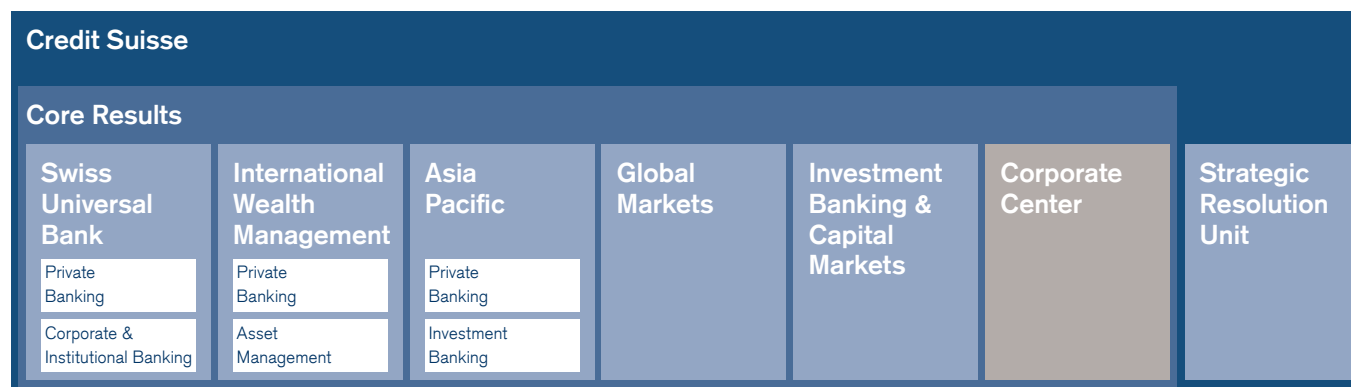 Credit Suisse
Core Results
Swiss
Universal
Bank
Private
Banking
Corporate &
Institutional Banking
International
Wealth
Management
Private
Banking
Asset
Management
Asia
Pacific
Private
Banking
Investment
Banking
Global
Markets
Investment
Banking &
Capital
Markets
Corporate
Center
Strategic
Resolution
Unit